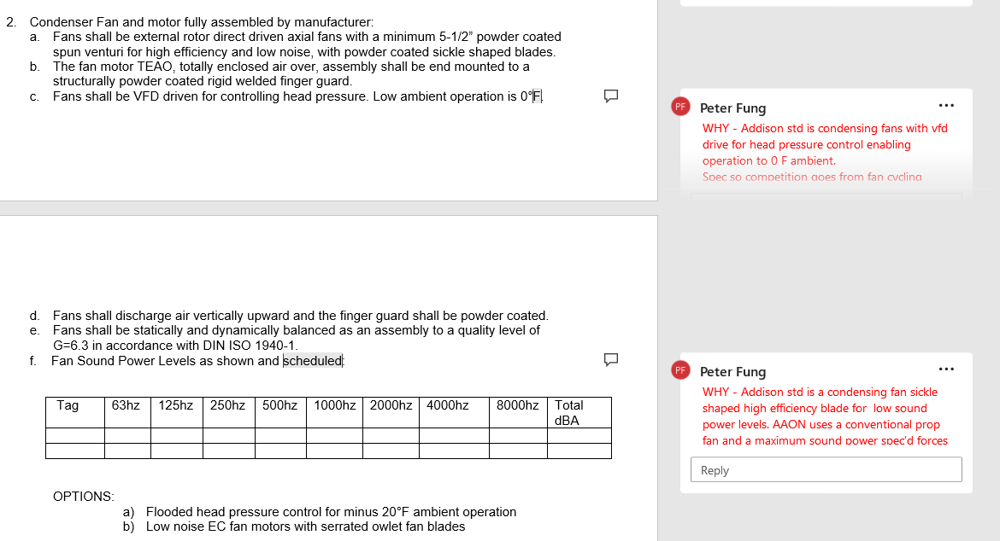 2. Condenser Fan and motor fully assembled by manufacturer:
a. Fans shall be external rotor direct driven axial fans with a minimum 5-1/2” powder coated
spun venturi for high efficiency and low noise, with powder coated sickle shaped blades.
b. The fan motor TEAO, totally enclosed air over, assembly shall be end mounted to a
structurally powder coated rigid welded finger guard.
c. Fans shall be VFD driven for controlling head pressure. Low ambient operation is 0°F.
PF Peter Fung ...
WHY - Addison std is condensing fans with vfd
drive for head pressure control enabling
operation to 0 F ambient.
Spec so competition goes from fan cycling
d. Fans shall discharge air vertically upward and the finger guard shall be powder coated.
e. Fans shall be statically and dynamically balanced as an assembly to a quality level of
G=6.3 in accordance with DIN ISO 1940-1.
f. Fan Sound Power Levels as shown and scheduled:
PF Peter Fung ...
WHY - Addison std is a condensing fan sickle
shaped high efficiency blade for low sound
power levels. AAON uses a conventional prop
fan and a maximum sound power spec'd forces
Reply
Tag 63hz 125hz 250hz 500hz 1000hz 2000hz 4000hz 8000hz Total
dBA
OPTIONS:
a) Flooded head pressure control for minus 20°F ambient operation
b) Low noise EC fan motors with serrated owlet fan blades